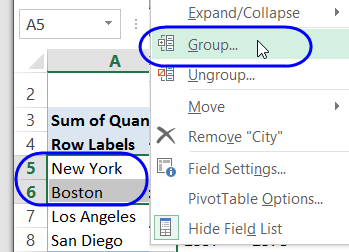 A5
Expand/Collapse
Group...
Ungroup...
Move
Remove "City"
Field Settings...
PivotTable Options...
Hide Field List
A
2
3 Sum of Quan
4 Row Labels
5 New York
6 Boston
7 Los Angeles
8 San Diego